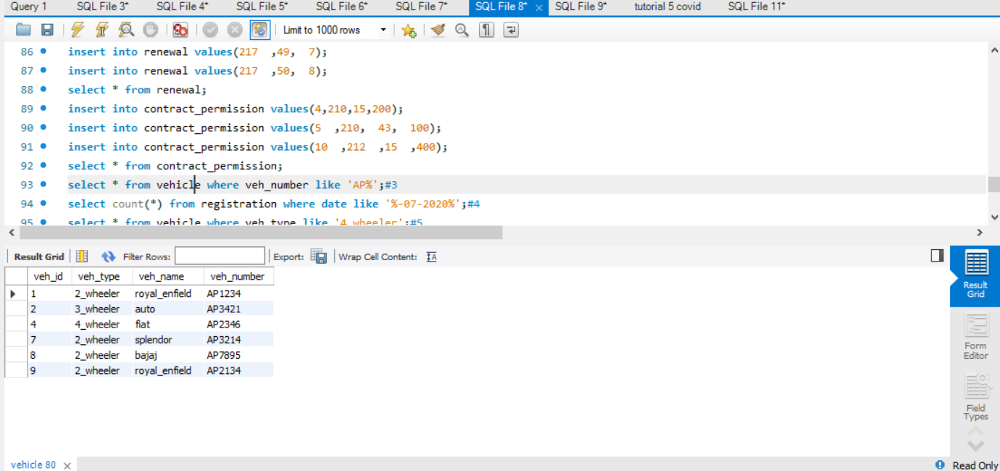 Query 1 SQL File 3* SQL File 4* SQL File 5* SQL File 6* SQL File 7* SQL File 8* × SQL File 9* tutorial 5 covid SQL File 11*
Limit to 1000 rows
86 insert into renewal values(217 ,49, 7);
87 insert into renewal values(217 ,50, 8);
88 select * from renewal;
89 insert into contract_permission values(4,210,15,200);
90 insert into contract_permission values(5 ,210, 43, 100);
91 insert into contract_permission values(10 ,212 ,15 ,400);
92 select * from contract_permission;
93 select * from vehicle where veh_number like 'AP%';#3
94 select count(*) from registration where date like '%-07-2020%';#4
95 select * from vehicle where veh_type like '4_wheeler';#5
Result Grid Filter Rows: Export: Wrap Cell Content:
veh_id veh_type veh_name veh_number
1 2_wheeler royal_enfield AP1234
2 3_wheeler auto AP3421
4 4_wheeler fiat AP2346
7 2_wheeler splendor AP3214
8 2_wheeler bajaj AP7895
9 2_wheeler royal_enfield AP2134
Result
Grid
Form
Editor
Field
Types
vehicle 80 × Read Only